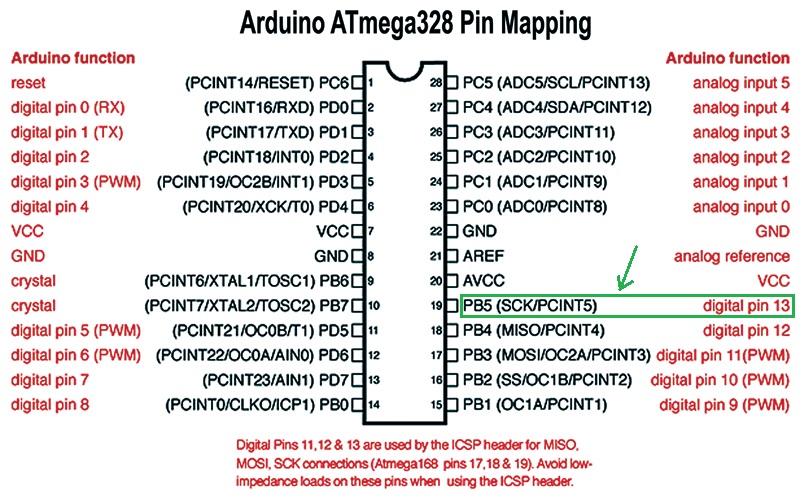 Arduino ATmega328 Pin Mapping
Arduino function Arduino function
reset (PCINT14/RESET) PC6 1 28 PC5 (ADC5/SCL/PCINT13) analog input 5
digital pin 0 (RX) (PCINT16/RXD) PD0 2 27 PC4 (ADC4/SDA/PCINT12) analog input 4
digital pin 1 (TX) (PCINT17/TXD) PD1 3 26 PC3 (ADC3/PCINT11) analog input 3
digital pin 2 (PCINT18/INT0) PD2 4 25 PC2 (ADC2/PCINT10) analog input 2
digital pin 3 (PWM) (PCINT19/OC2B/INT1) PD3 5 24 PC1 (ADC1/PCINT9) analog input 1
digital pin 4 (PCINT20/XCK/T0) PD4 6 23 PC0 (ADC0/PCINT8) analog input 0
VCC VCC 7 22 GND GND
GND GND 8 21 AREF analog reference
crystal (PCINT6/XTAL1/TOSC1) PB6 9 20 AVCC VCC
crystal (PCINT7/XTAL2/TOSC2) PB7 10 19 PB5 (SCK/PCINT5) digital pin 13
digital pin 5 (PWM) (PCINT21/OC0B/T1) PD5 11 18 PB4 (MISO/PCINT4) digital pin 12
digital pin 6 (PWM) (PCINT22/OC0A/AIN0) PD6 12 17 PB3 (MOSI/OC2A/PCINT3) digital pin 11(PWM)
digital pin 7 (PCINT23/AIN1) PD7 13 16 PB2 (SS/OC1B/PCINT2) digital pin 10 (PWM)
digital pin 8 (PCINT0/CLKO/ICP1) PB0 14 15 PB1 (OC1A/PCINT1) digital pin 9 (PWM)
Digital Pins 11,12 & 13 are used by the ICSP header for MISO,
MOSI, SCK connections (Atmega168 pins 17,18 & 19). Avoid low-
impedance loads on these pins when using the ICSP header.